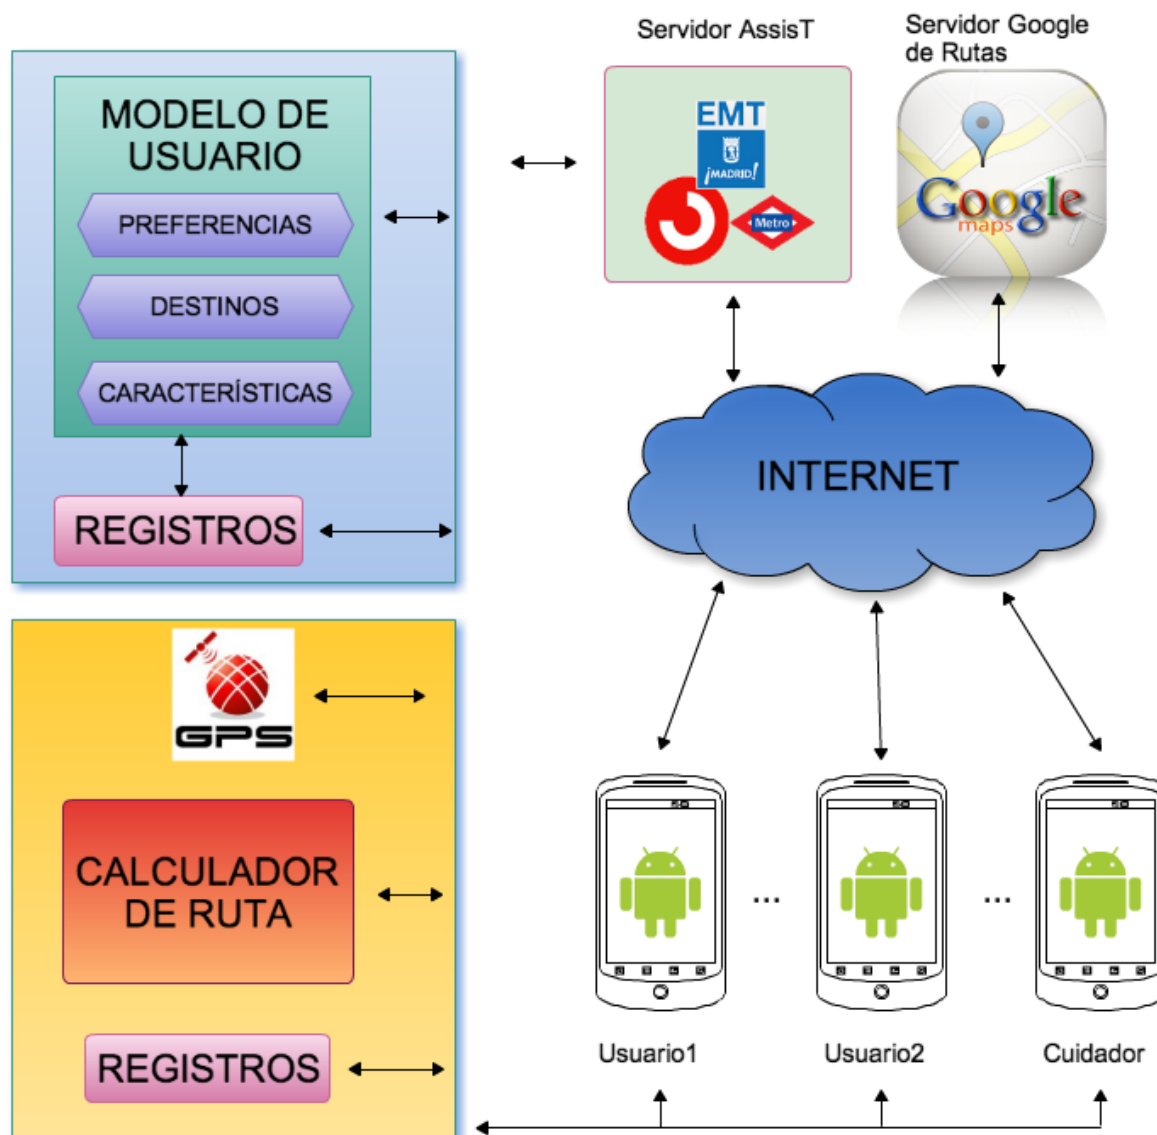 MODELO DE
USUARIO
PREFERENCIAS
DESTINOS
CARACTERÍSTICAS
REGISTROS
GPS
CALCULADOR
DE RUTA
REGISTROS
Servidor AssisT
EMT
¡MADRID!
Metro
Servidor Google
de Rutas
Google
maps
INTERNET
...
...
Usuario1
Usuario2
Cuidador